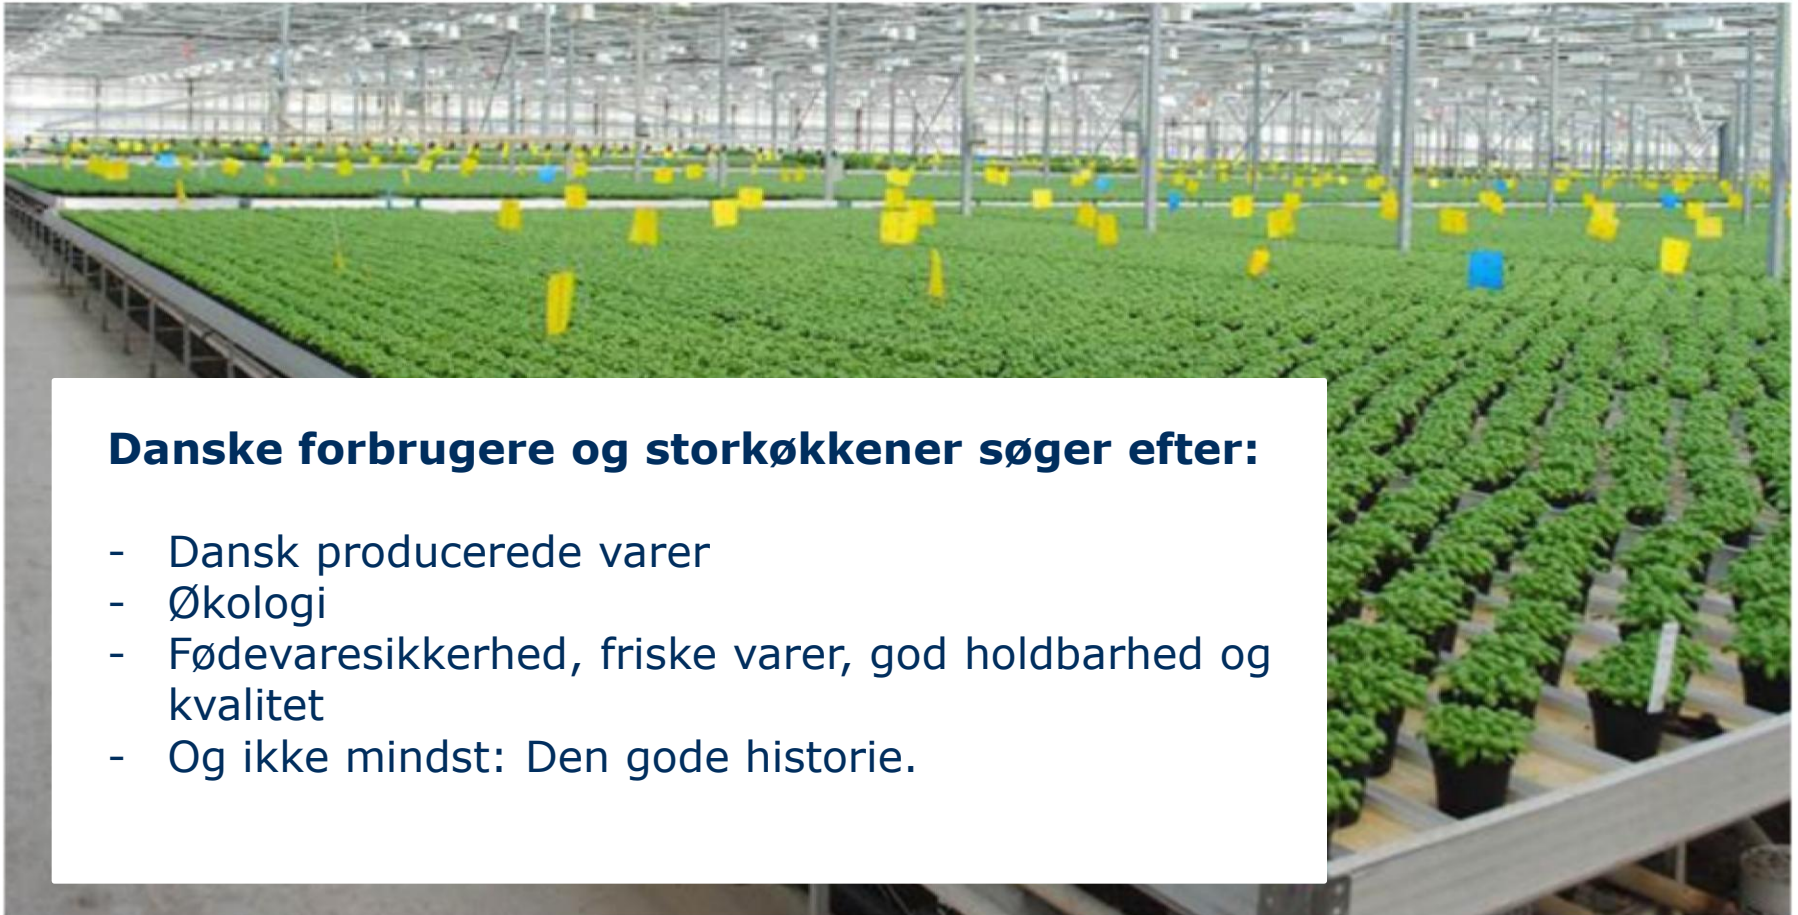 Danske forbrugere og storkøkkener søger efter:
- Dansk producerede varer
- Økologi
- Fødevaresikkerhed, friske varer, god holdbarhed og
kvalitet
- Og ikke mindst: Den gode historie.